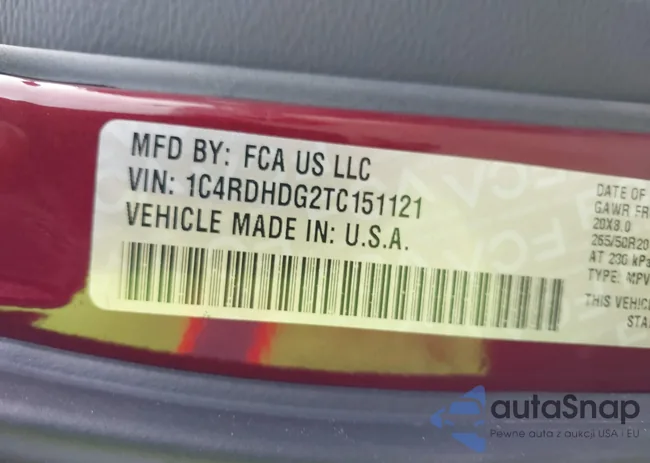 MFD BY: FCA US LLC
VIN: 1C4RDHDG2TC151121
VEHICLE MADE IN: U.S.A.
DATE OF
GAWR FR
20X8.0
265/50R20
AT 230 kP
TYPE: MPV
THIS VEHIC
STA
autaSnap
Pewne auta z aukcji USA i EU